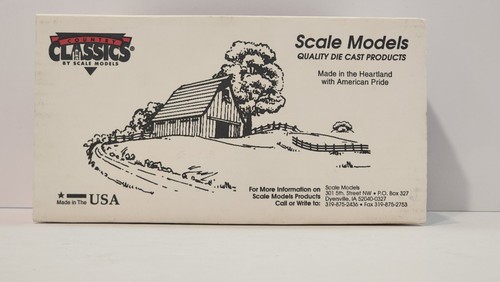 COUNTRY
CLASSICS
BY SCALE MODELS
Scale Models
QUALITY DIE CAST PRODUCTS
Made in the Heartland
with American Pride
Made in The USA
For More Information on
Scale Models Products
Call or Write to:
Scale Models
301 5th. Street NW • P.O. Box 327
Dyersville, IA 52040-0327
319-875-2436 • Fax 319-875-2753